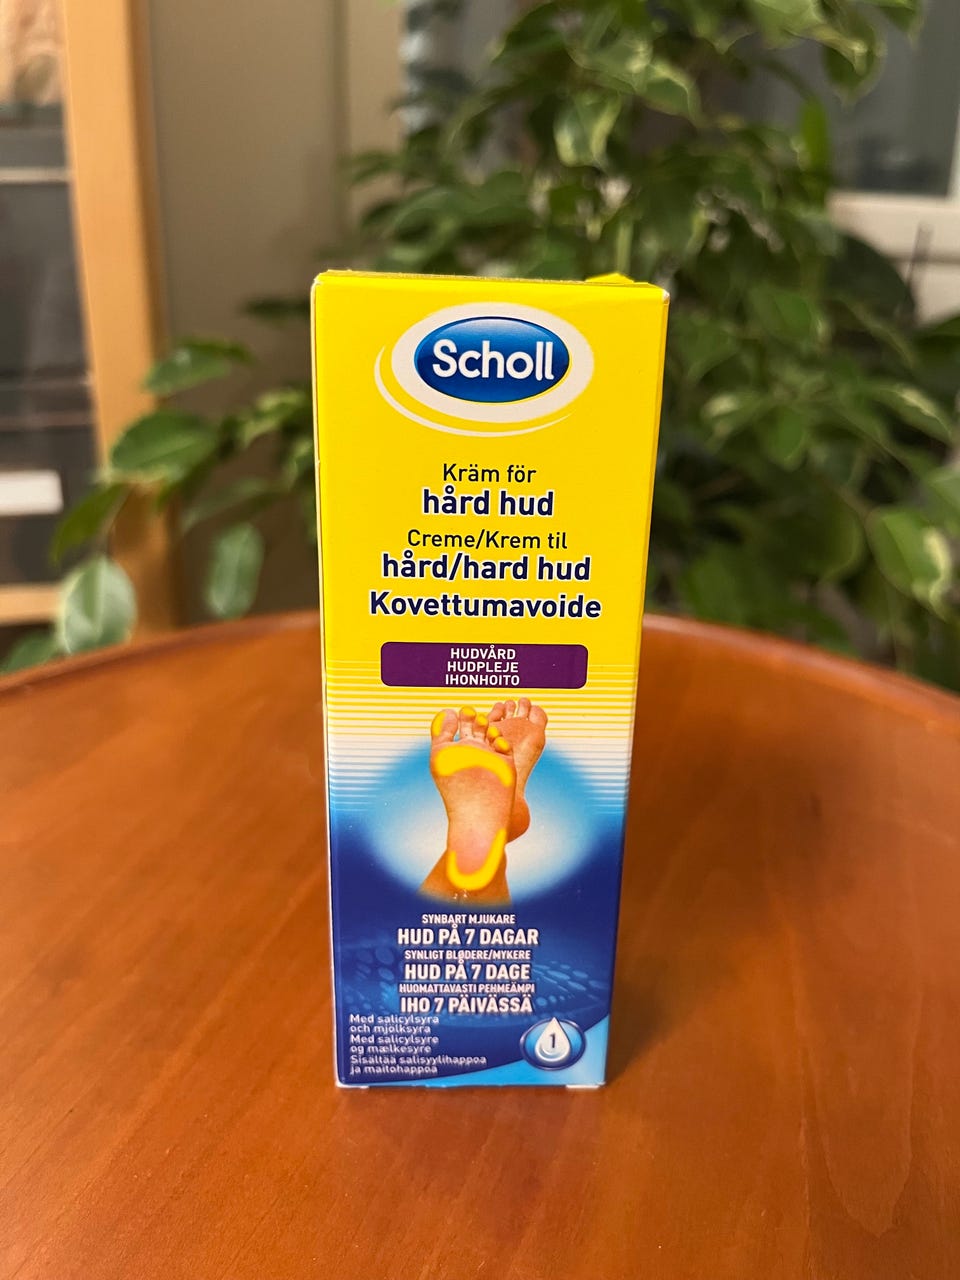 Scholl
Kräm för
hård hud
Creme/Krem til
hård/hard hud
Kovettumavoide
HUDVÅRD
HUDPLEJE
IHONHOITO
SYNBART MJUKARE
HUD PÅ 7 DAGAR
SYNLIGT BLØDERE/MYKERE
HUD PÅ 7 DAGE
HUOMATTAVASTI PEHMEÄMPI
IHO 7 PÄIVÄSSÄ
Med salicylsyra
och mjölksyra
Med salicylsyre
og mælkesyre
Sisältää salisyylihappoa
ja maitohappoa
1